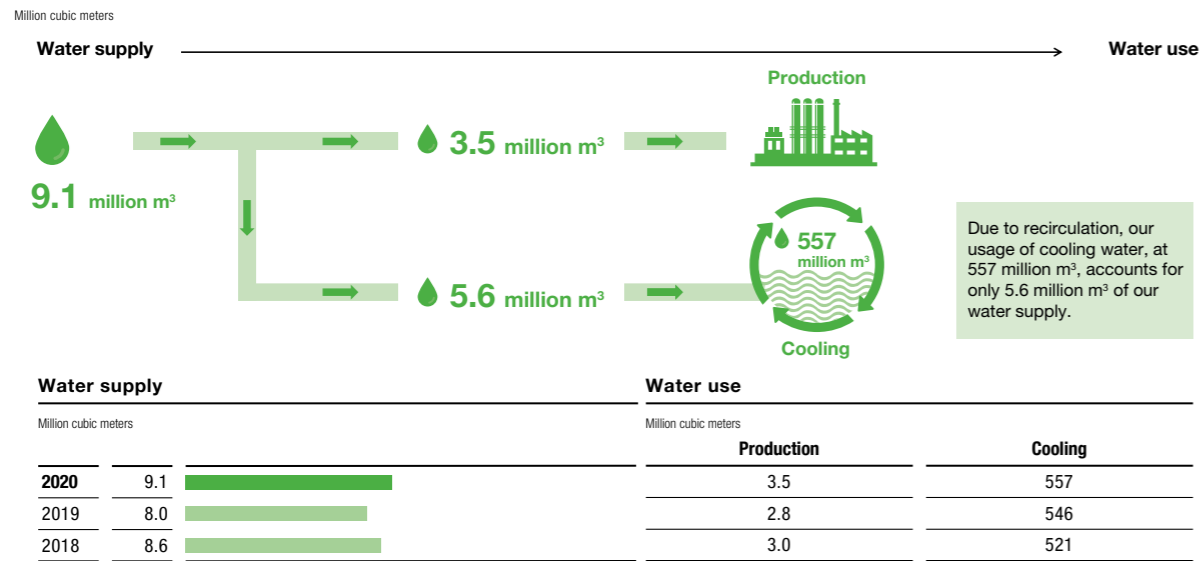 Million cubic meters
Water supply
Water use
Production
3.5 million m³
9.1 million m³
557
million m³
5.6 million m³
Cooling
Due to recirculation, our
usage of cooling water, at
557 million m³, accounts for
only 5.6 million m³ of our
water supply.
Water supply
Water use
Million cubic meters
Million cubic meters
Production Cooling
2020 9.1 3.5 557
2019 8.0 2.8 546
2018 8.6 3.0 521